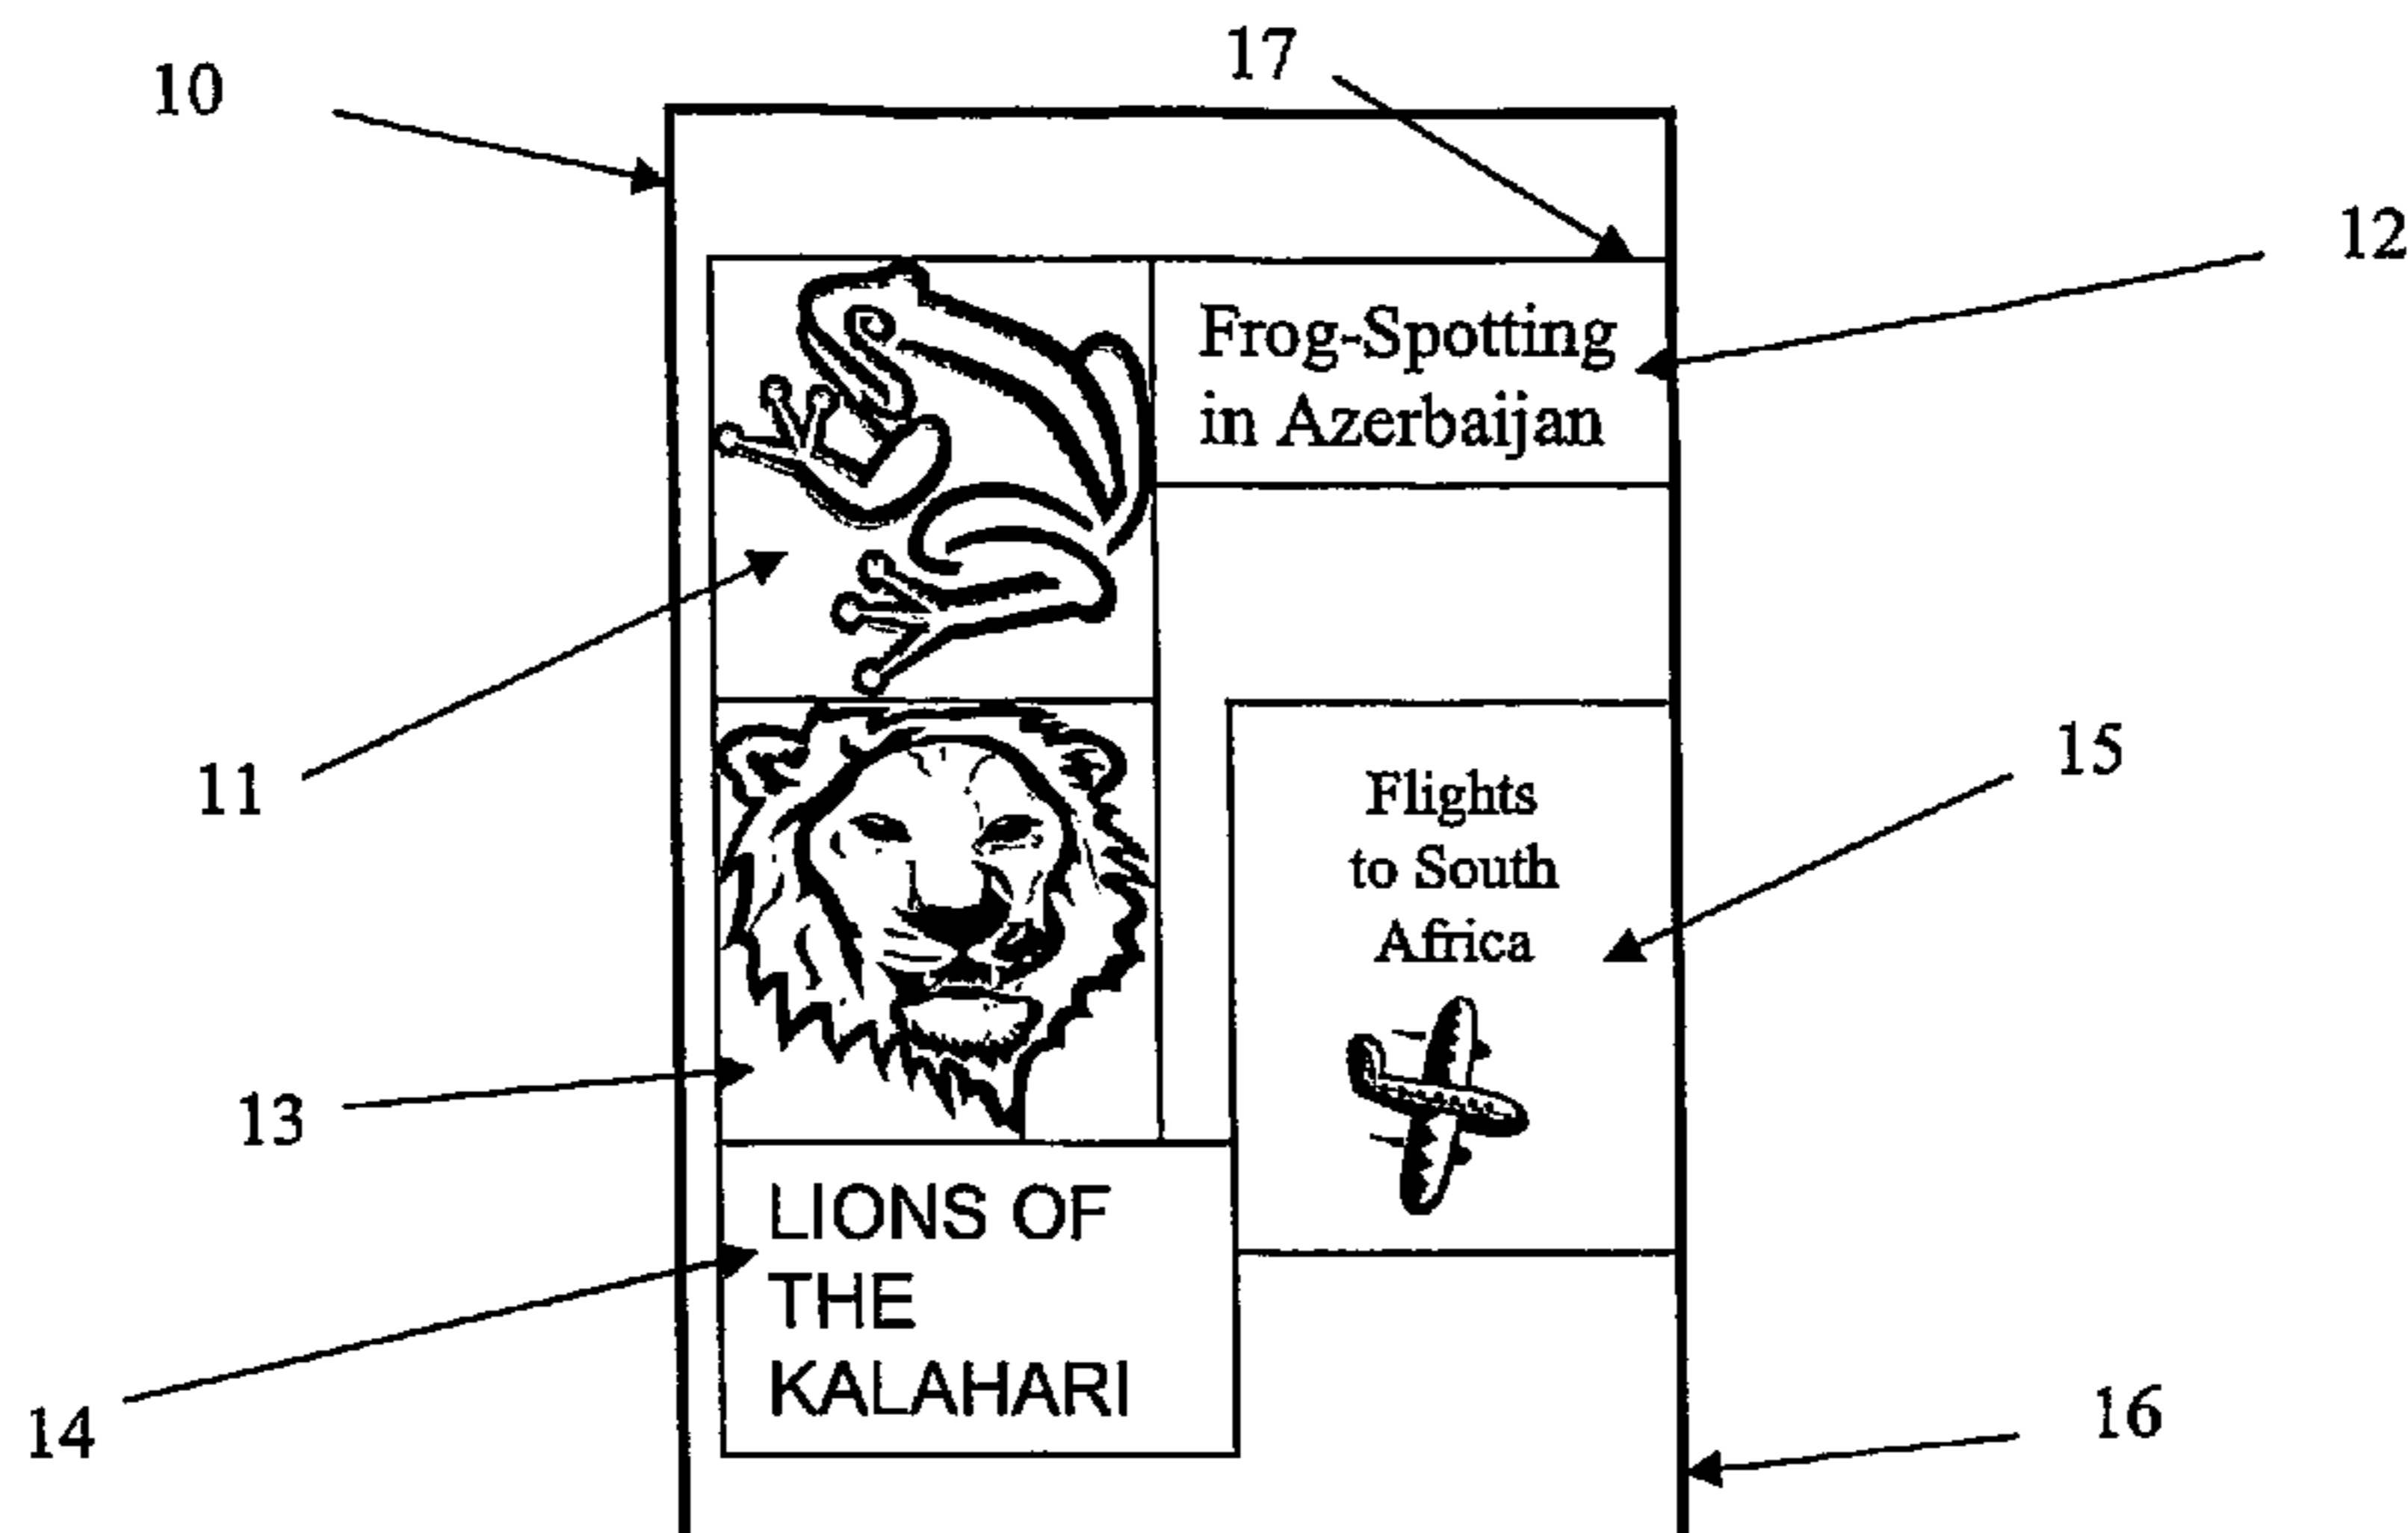 10
17
12
Frog-Spotting
in Azerbaijan
11
15
Flights
to South
Africa
13
LIONS OF
THE
KALAHARI
14
16